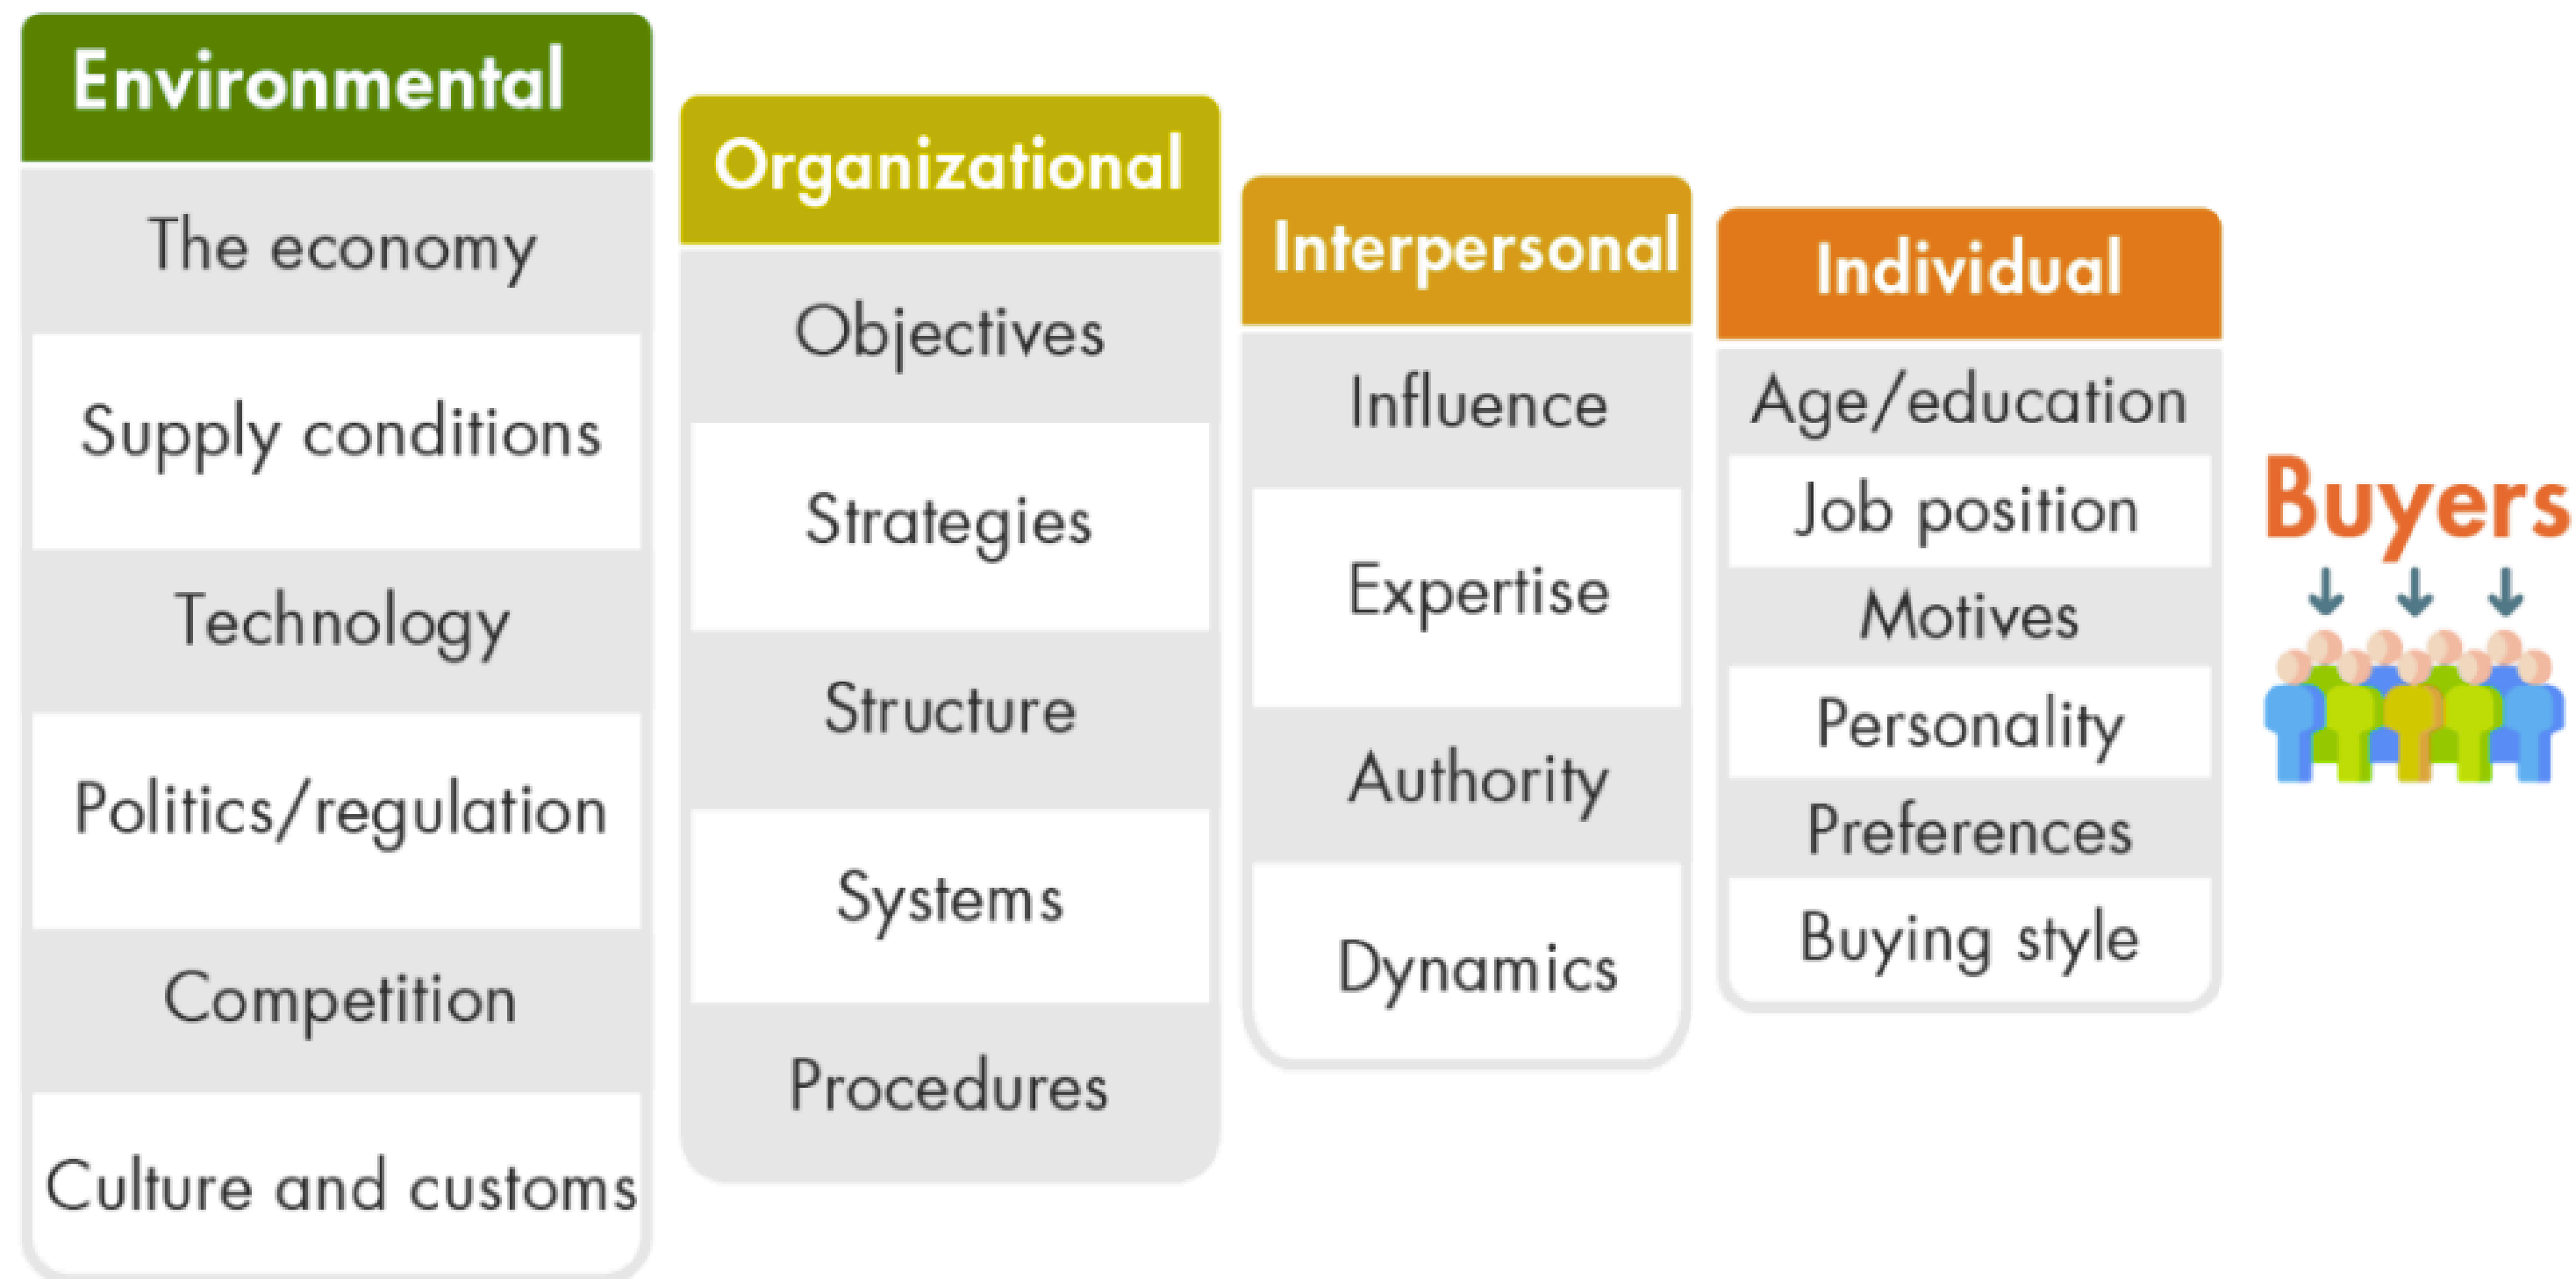 Environmental
The economy
Supply conditions
Technology
Politics/regulation
Competition
Culture and customs
Organizational
Objectives
Strategies
Structure
Systems
Procedures
Interpersonal
Influence
Expertise
Authority
Dynamics
Individual
Age/education
Job position
Motives
Personality
Preferences
Buying style
Buyers